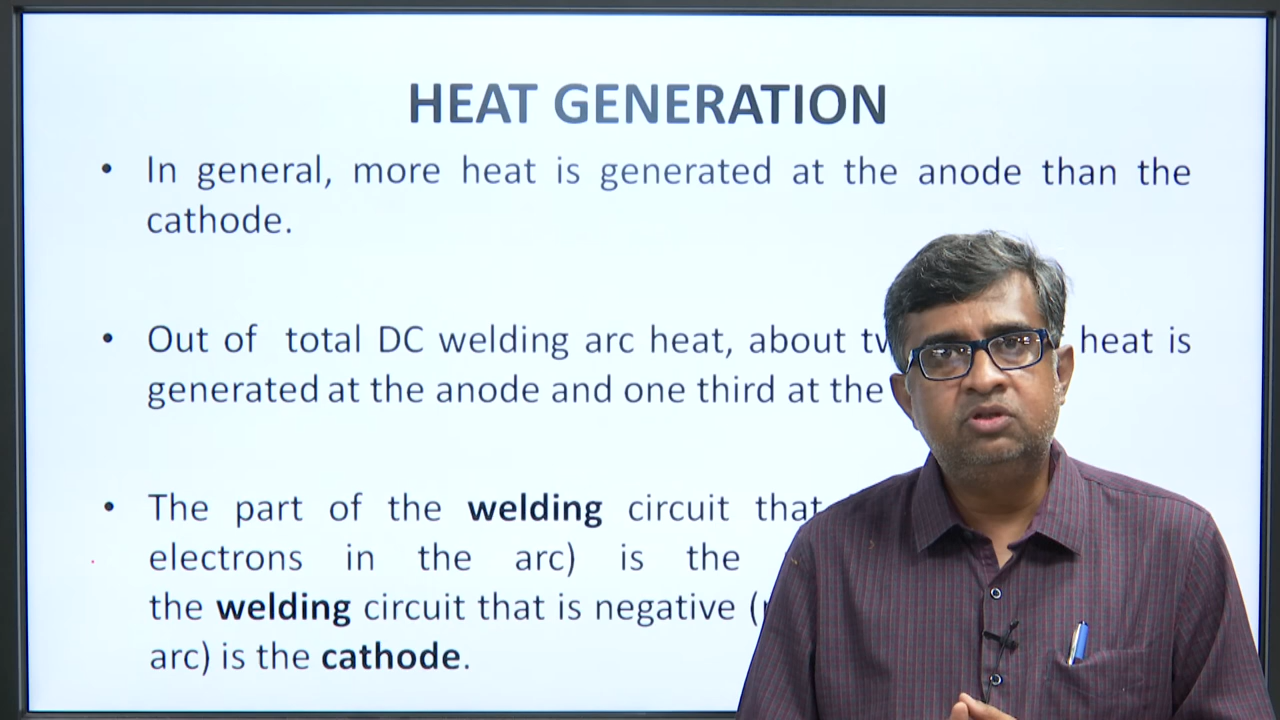 HEAT GENERATION
• In general, more heat is generated at the anode than the
cathode.
• Out of total DC welding arc heat, about heat is
generated at the anode and one third at the
• The part of the welding circuit that
electrons in the arc) is the
the welding circuit that is negative (
arc) is the cathode.